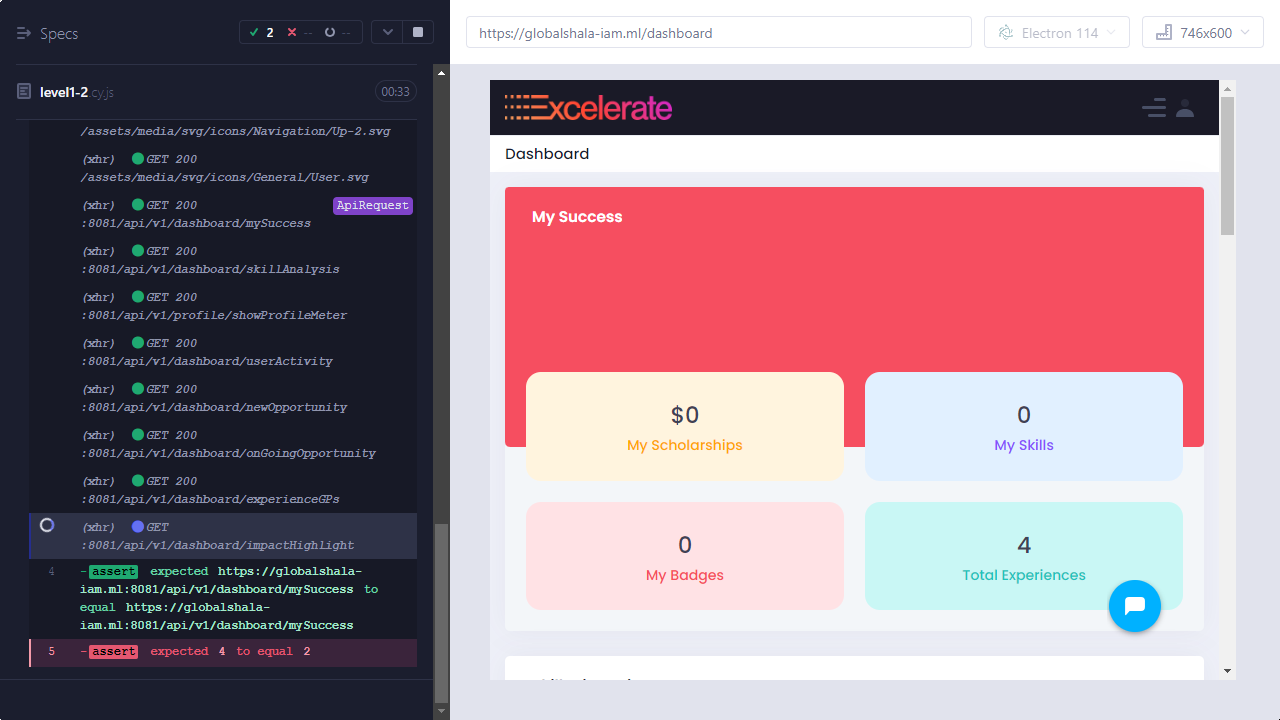 Specs
2
--
--
level1-2.cy.js
00:33
/assets/media/svg/icons/Navigation/Up-2.svg
(xhr) GET 200
/assets/media/svg/icons/General/User.svg
(xhr) GET 200
ApiRequest
:8081/api/v1/dashboard/mySuccess
(xhr) GET 200
:8081/api/v1/dashboard/skillAnalysis
(xhr) GET 200
:8081/api/v1/profile/showProfileMeter
(xhr) GET 200
:8081/api/v1/dashboard/userActivity
(xhr) GET 200
:8081/api/v1/dashboard/newOpportunity
(xhr) GET 200
:8081/api/v1/dashboard/onGoingOpportunity
(xhr) GET 200
:8081/api/v1/dashboard/experienceGPs
(xhr) GET
:8081/api/v1/dashboard/impactHighlight
4 -assert expected https://globalshala-
iam.ml:8081/api/v1/dashboard/mySuccess to
equal https://globalshala-
iam.ml:8081/api/v1/dashboard/mySuccess
5 -assert expected 4 to equal 2
https://globalshala-iam.ml/dashboard
Electron 114
746x600
Excelerate
Dashboard
My Success
$0
My Scholarships
0
My Skills
0
My Badges
4
Total Experiences